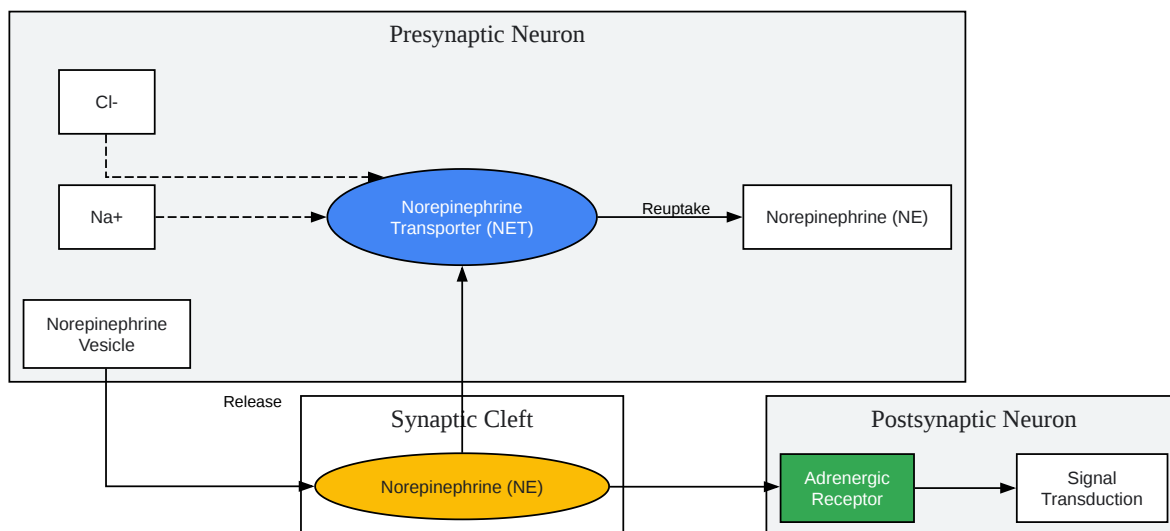 Presynaptic Neuron
Cl-
Na+
Norepinephrine
Transporter (NET)
Reuptake
Norepinephrine (NE)
Norepinephrine
Vesicle
Release
Synaptic Cleft
Norepinephrine (NE)
Postsynaptic Neuron
Adrenergic
Receptor
Signal
Transduction